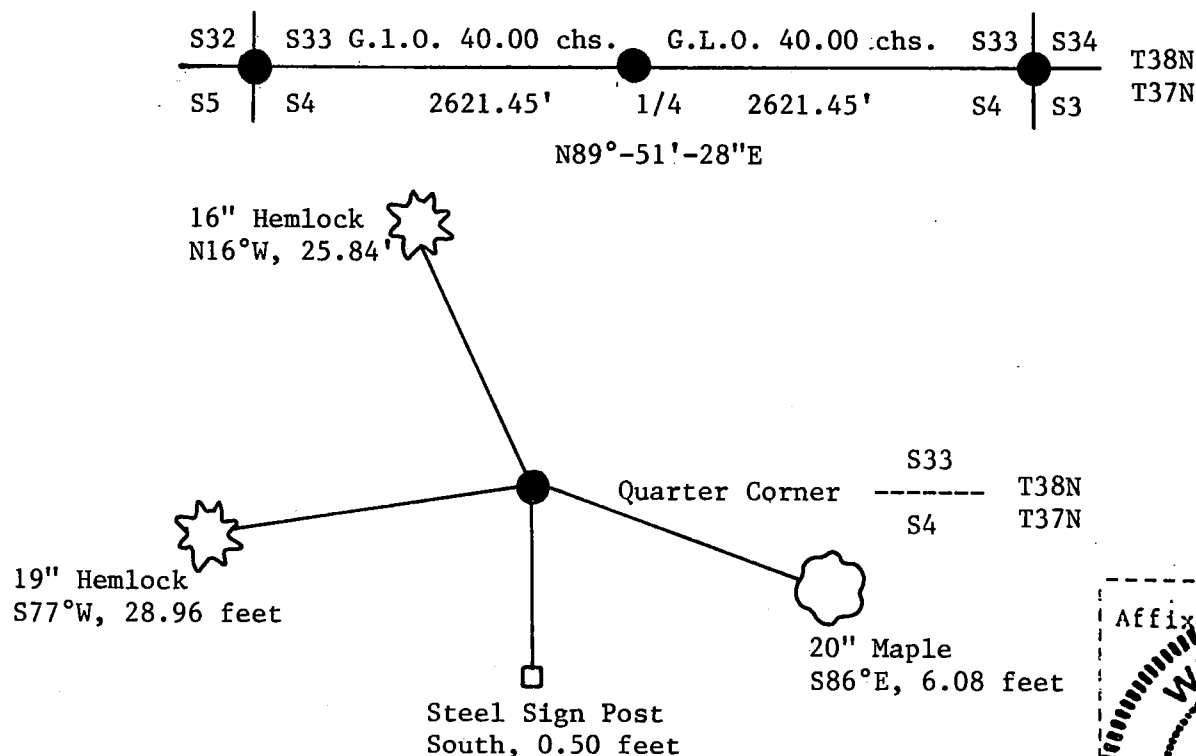 S32 S33 G.1.O. 40.00 chs. G.L.O. 40.00 chs. S33 S34
T38N
S5 S4 2621.45' 1/4 2621.45' S4 S3
T37N
N89°-51'-28"E
16" Hemlock
N16°W, 25.84'
S33
Quarter Corner ------- T38N
S4 T37N
19" Hemlock
S77°W, 28.96 feet
20" Maple
S86°E, 6.08 feet
Steel Sign Post
South, 0.50 feet
Affix
W